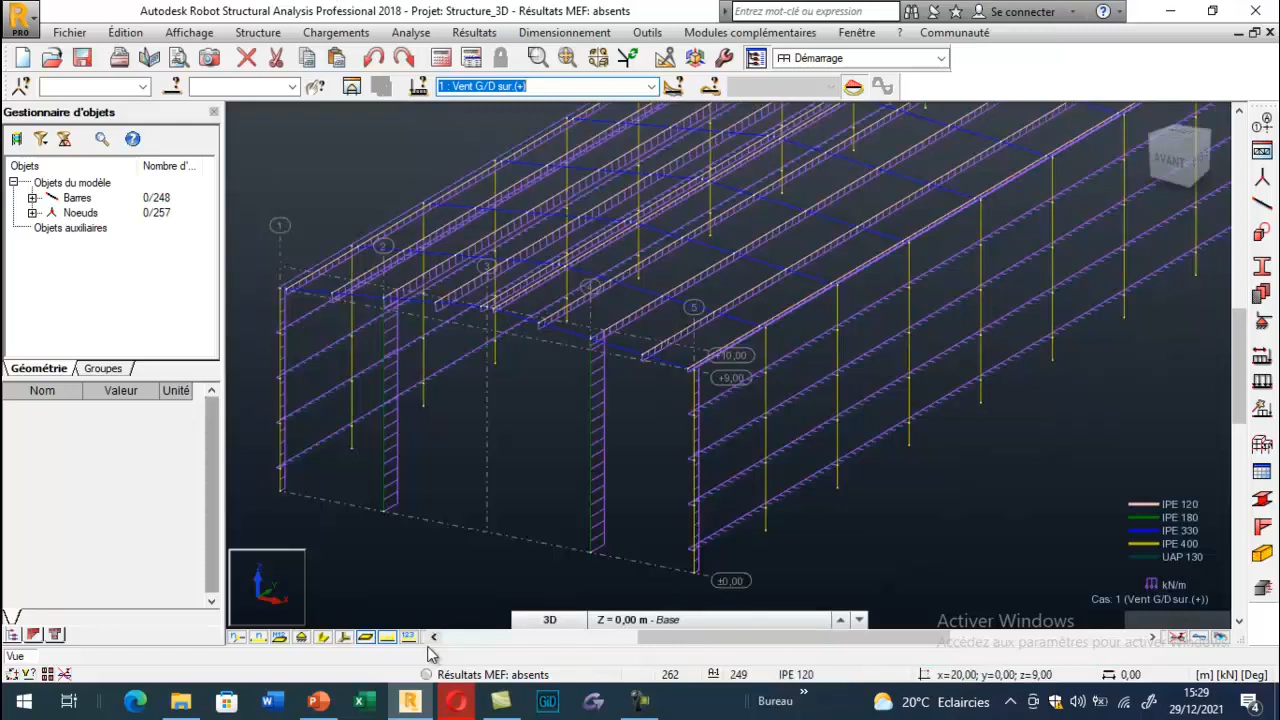 Autodesk Robot Structural Analysis Professional 2018 - Projet: Structure_3D - Résultats MEF: absents
Entrez mot-clé ou expression
Se connecter
PRO
Fichier Édition Affichage Structure Chargements Analyse Résultats Dimensionnement Outils Modules complémentaires Fenêtre ? Communauté
Démarrage
1 : Vent G/D sur.(+)
Gestionnaire d'objets
Objets Nombre d'...
Objets du modèle
Barres 0/248
Noeuds 0/257
Objets auxiliaires
Géométrie Groupes
Nom Valeur Unité
AVANT
1
2
3
5
+10,00
+9,00
±0,00
IPE 120
IPE 180
IPE 330
IPE 400
UAP 130
kN/m
Cas: 1 (Vent G/D sur.(+))
3D Z = 0,00 m - Base
Activer Windows
Accédez aux paramètres pour activer Windows.
Vue
Résultats MEF: absents 262 249 IPE 120 x=20,00; y=0,00; z=9,00 0,00 [m] [kN] [Deg]
Bureau
20°C Eclaircies
15:29
29/12/2021
4